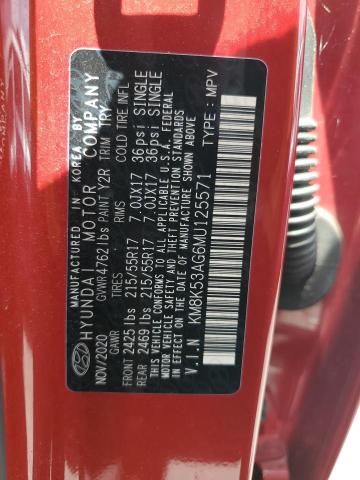 MANUFACTURED IN KOREA BY
HYUNDAI MOTOR COMPANY
NOV/2020 GVWR 4762 lbs PAINT Y2R TRIM TRY
GAWR RIMS COLD TIRE INFL
FRONT 2425 lbs 215/55R17 7.0JX17 36psi SINGLE
REAR 2469 lbs 215/55R17 7.0JX17 36psi SINGLE
THIS VEHICLE CONFORMS TO ALL APPLICABLE U.S.A. FEDERAL
MOTOR VEHICLE SAFETY, BUMPER, AND THEFT PREVENTION STANDARDS
IN EFFECT ON THE DATE OF MANUFACTURE SHOWN ABOVE.
V.I.N KM8K53AG6MU125571 TYPE: MPV